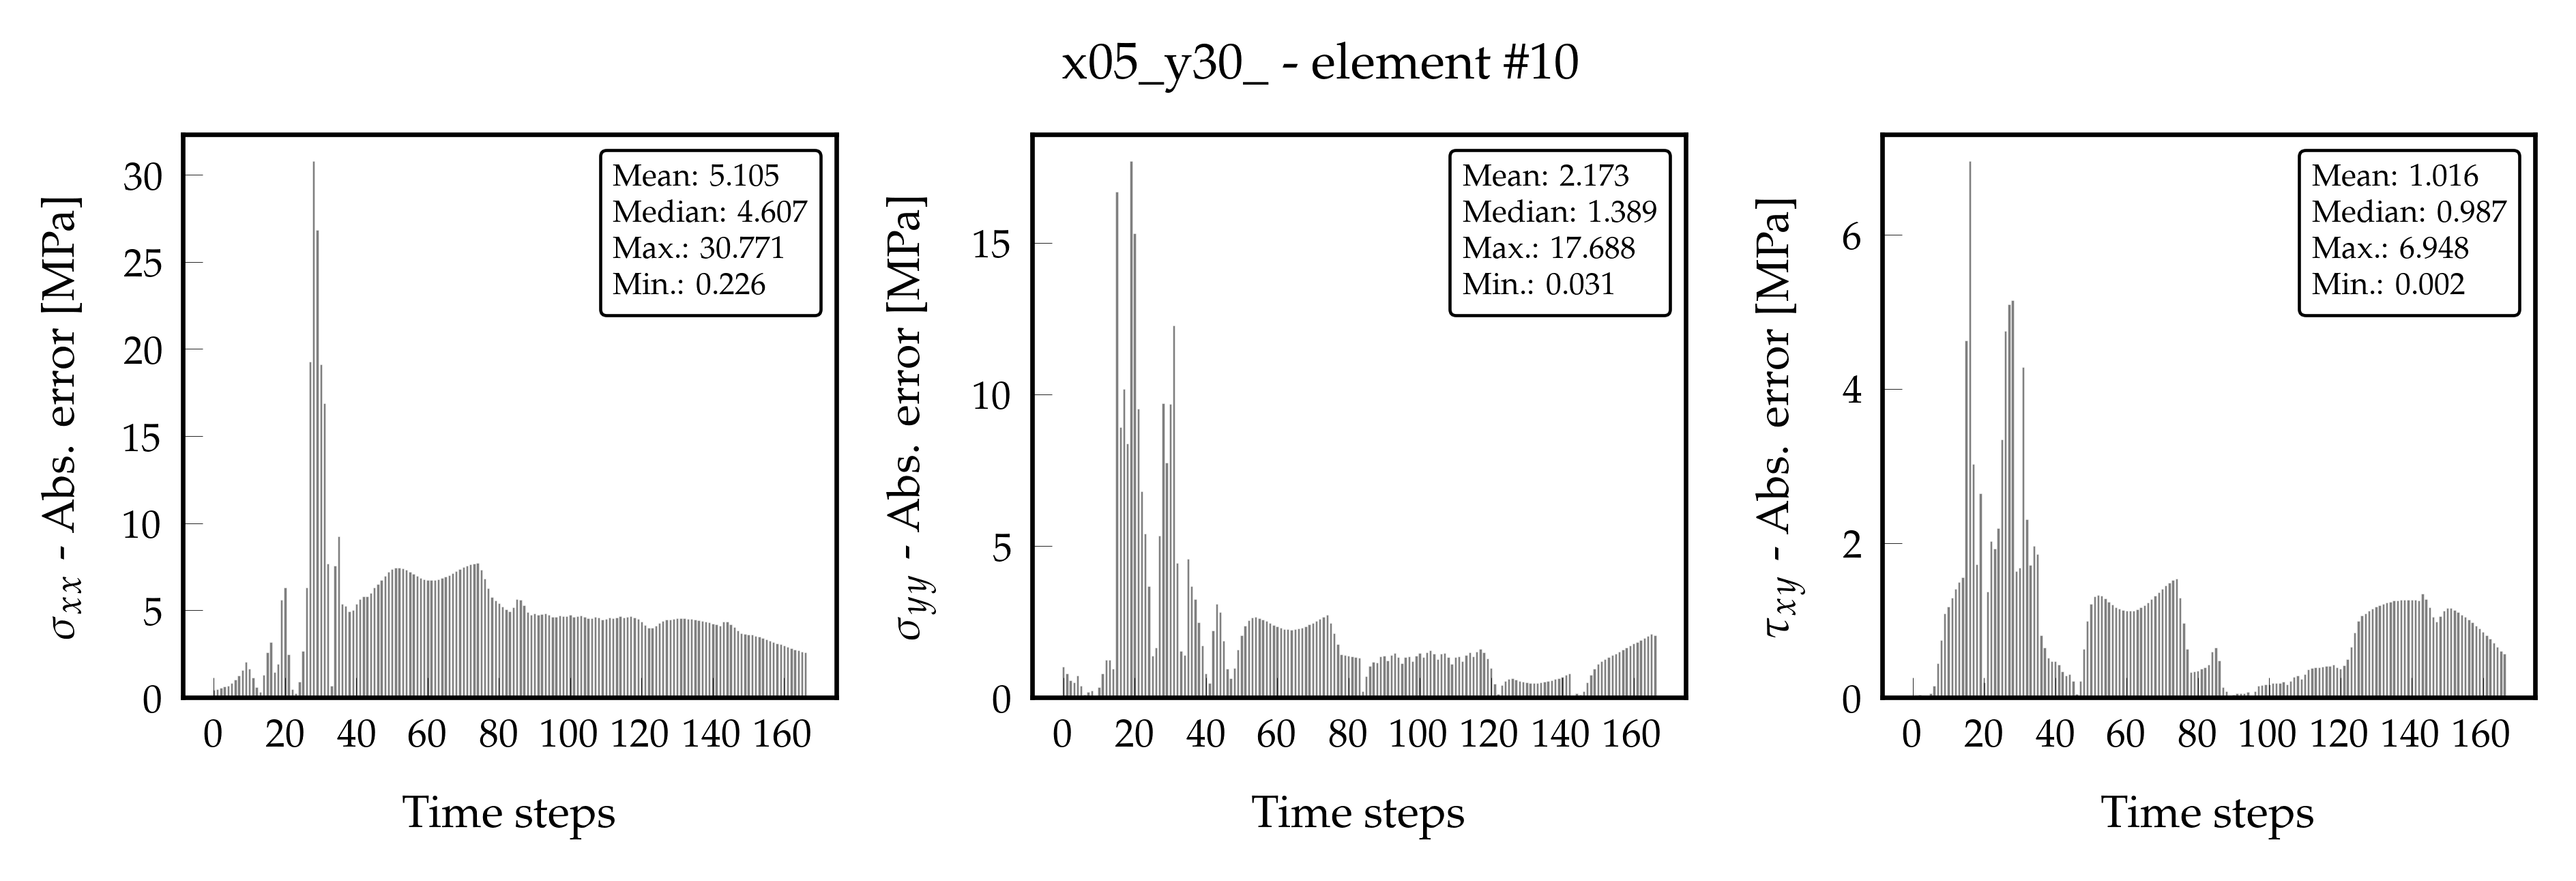 x05_y30_ - element #10
σxx - Abs. error [MPa]
30
25
20
15
10
5
0
0 20 40 60 80 100 120 140 160
Time steps
Mean: 5.105
Median: 4.607
Max.: 30.771
Min.: 0.226
σyy - Abs. error [MPa]
15
10
5
0
0 20 40 60 80 100 120 140 160
Time steps
Mean: 2.173
Median: 1.389
Max.: 17.688
Min.: 0.031
τxy - Abs. error [MPa]
6
4
2
0
0 20 40 60 80 100 120 140 160
Time steps
Mean: 1.016
Median: 0.987
Max.: 6.948
Min.: 0.002